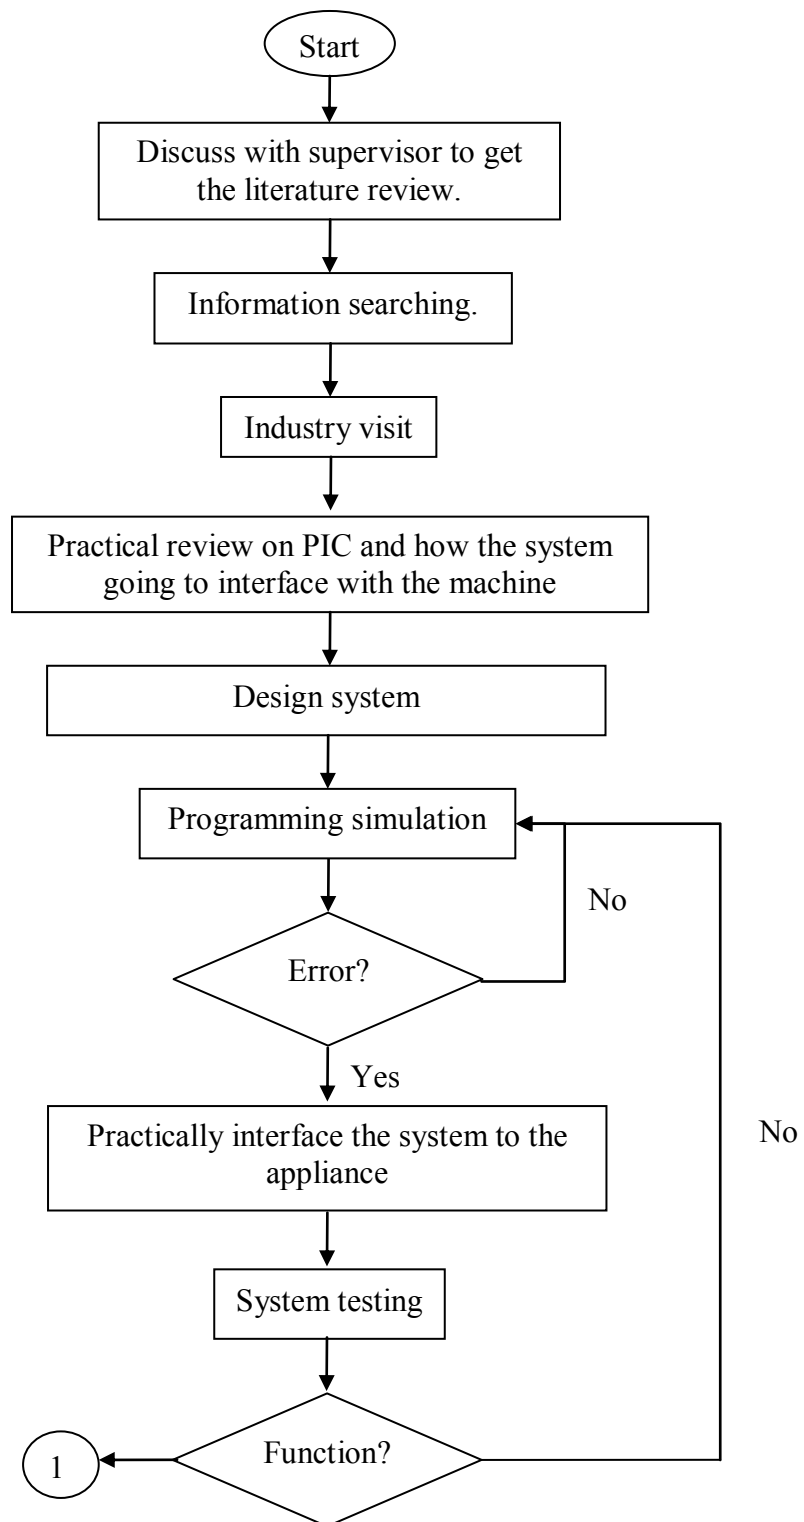 Start
Discuss with supervisor to get
the literature review.
Information searching.
Industry visit
Practical review on PIC and how the system
going to interface with the machine
Design system
Programming simulation
No
Error?
Yes
Practically interface the system to the
appliance
No
System testing
Function?
1